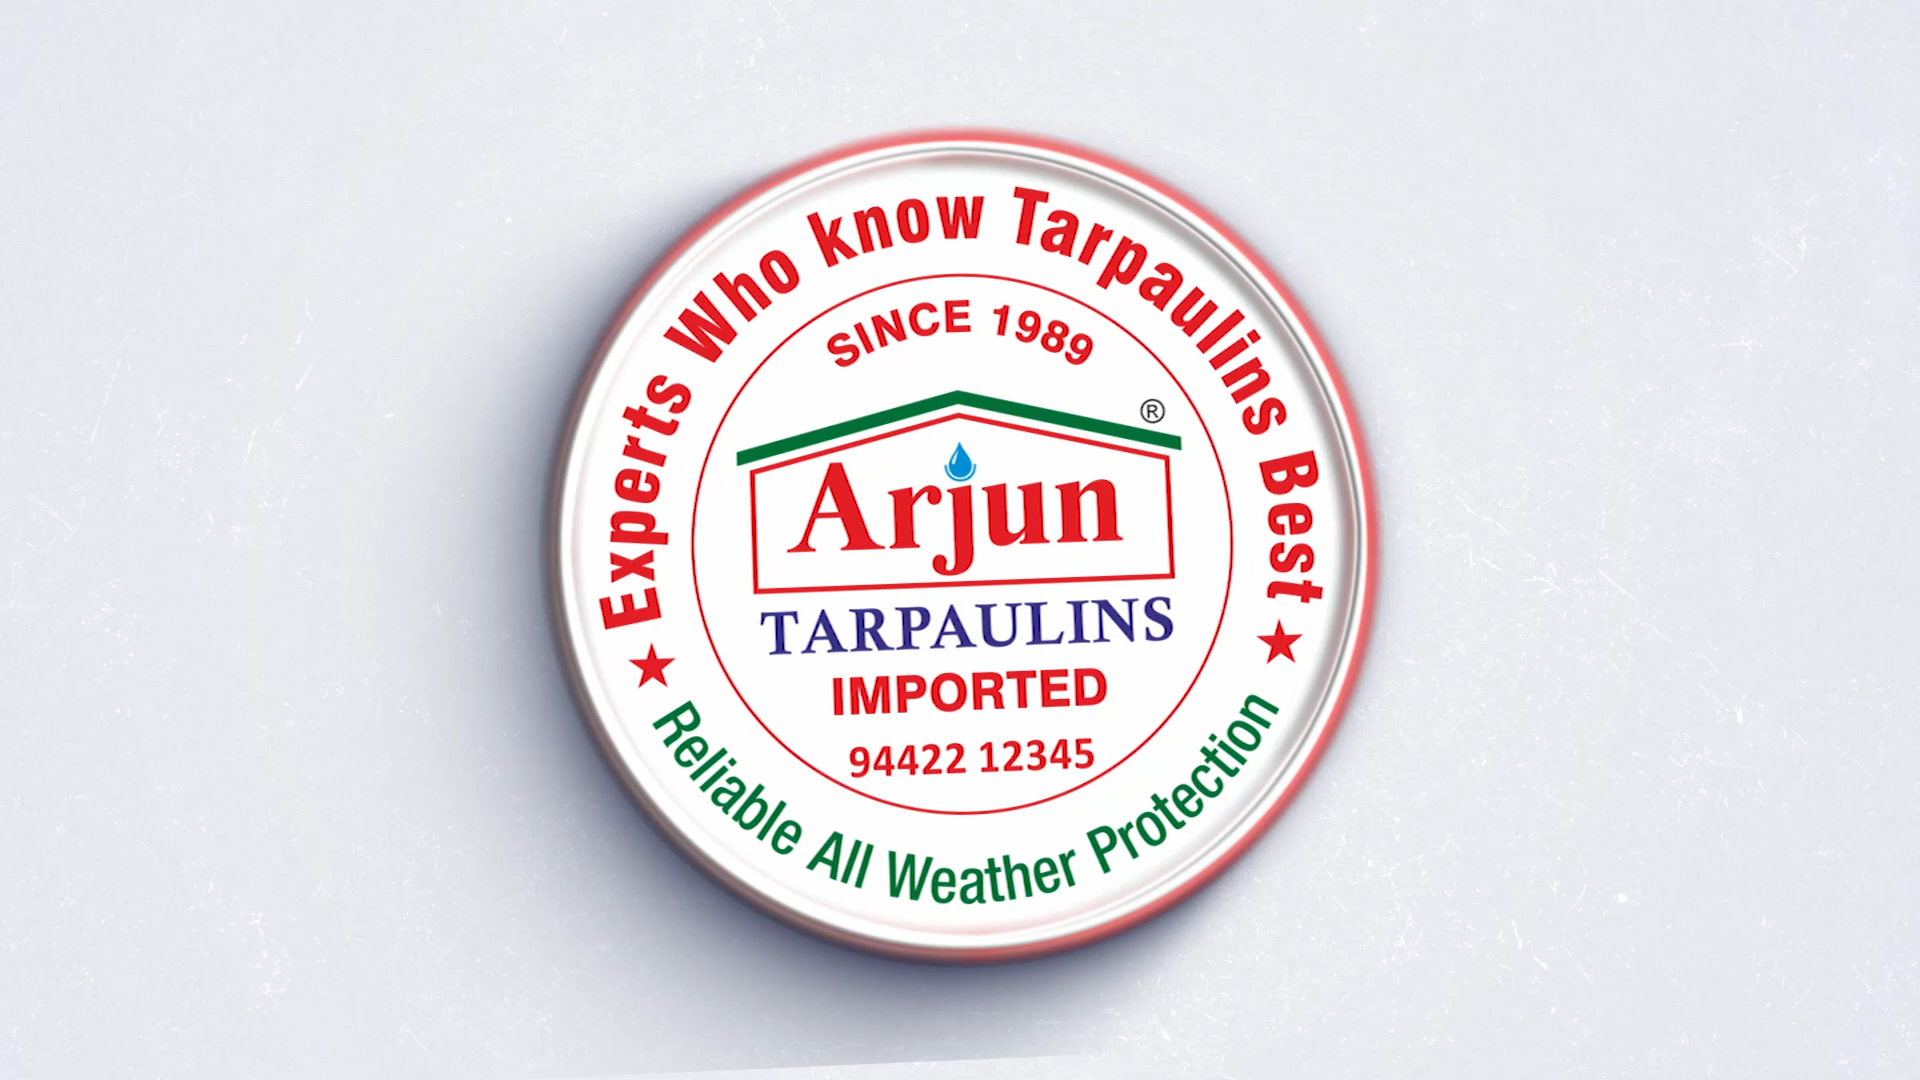 Experts Who know Tarpaulins Best
SINCE 1989
®
Arjun
TARPAULINS
IMPORTED
94422 12345
★ Reliable All Weather Protection ★